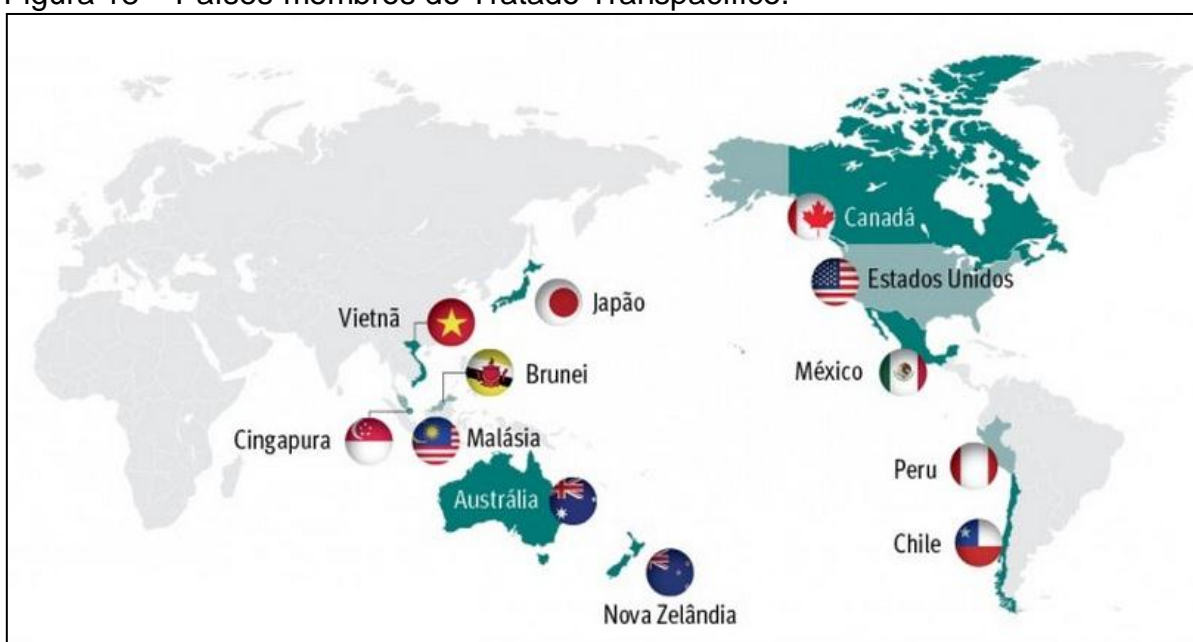 Figura 18 – Países membros do Tratado Transpacífico.
Canadá
Estados Unidos
Japão
Vietnã
Brunei
México
Cingapura
Malásia
Peru
Austrália
Chile
Nova Zelândia